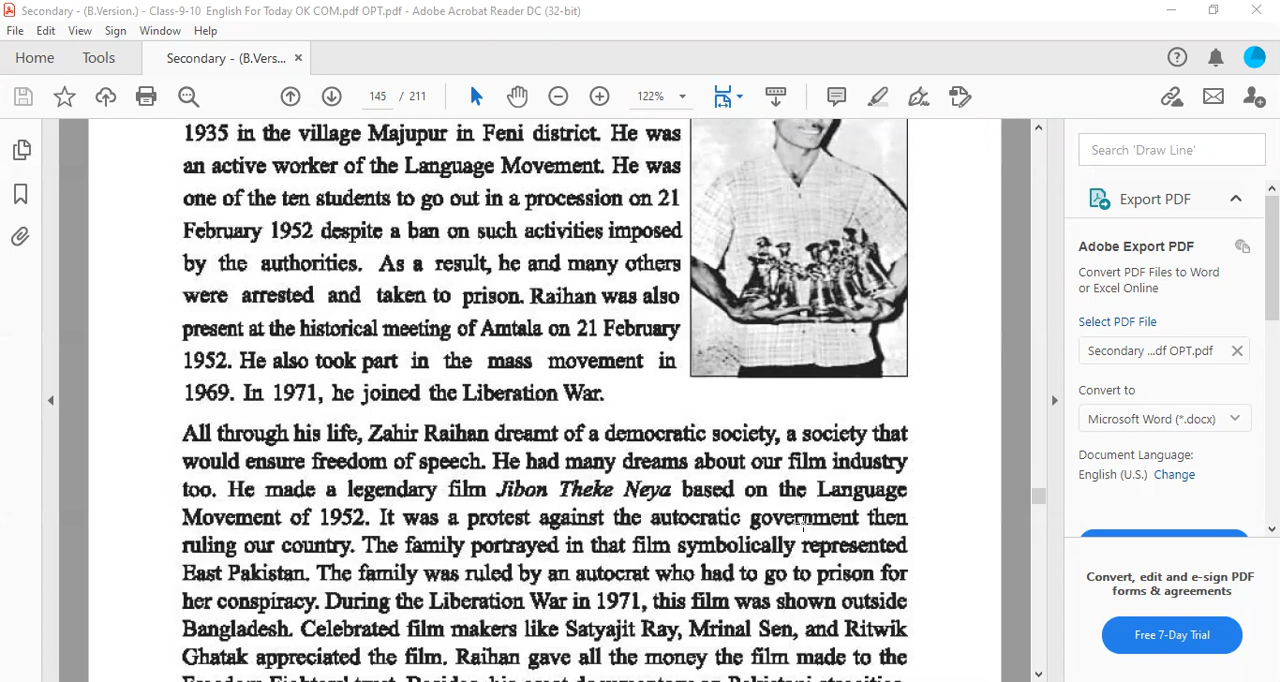 Secondary - (B.Version.) - Class-9-10 English For Today OK COM.pdf OPT.pdf - Adobe Acrobat Reader DC (32-bit)
File Edit View Sign Window Help
Home Tools Secondary - (B.Vers... ×
145 / 211 122%
Search 'Draw Line'
Export PDF
Adobe Export PDF
Convert PDF Files to Word
or Excel Online
Select PDF File
Secondary ...df OPT.pdf
Convert to
Microsoft Word (*.docx)
Document Language:
English (U.S.) Change
Convert, edit and e-sign PDF
forms & agreements
Free 7-Day Trial
1935 in the village Majupur in Feni district. He was
an active worker of the Language Movement. He was
one of the ten students to go out in a procession on 21
February 1952 despite a ban on such activities imposed
by the authorities. As a result, he and many others
were arrested and taken to prison. Raihan was also
present at the historical meeting of Amtala on 21 February
1952. He also took part in the mass movement in
1969. In 1971, he joined the Liberation War.
All through his life, Zahir Raihan dreamt of a democratic society, a society that
would ensure freedom of speech. He had many dreams about our film industry
too. He made a legendary film Jibon Theke Neya based on the Language
Movement of 1952. It was a protest against the autocratic government then
ruling our country. The family portrayed in that film symbolically represented
East Pakistan. The family was ruled by an autocrat who had to go to prison for
her conspiracy. During the Liberation War in 1971, this film was shown outside
Bangladesh. Celebrated film makers like Satyajit Ray, Mrinal Sen, and Ritwik
Ghatak appreciated the film. Raihan gave all the money the film made to the